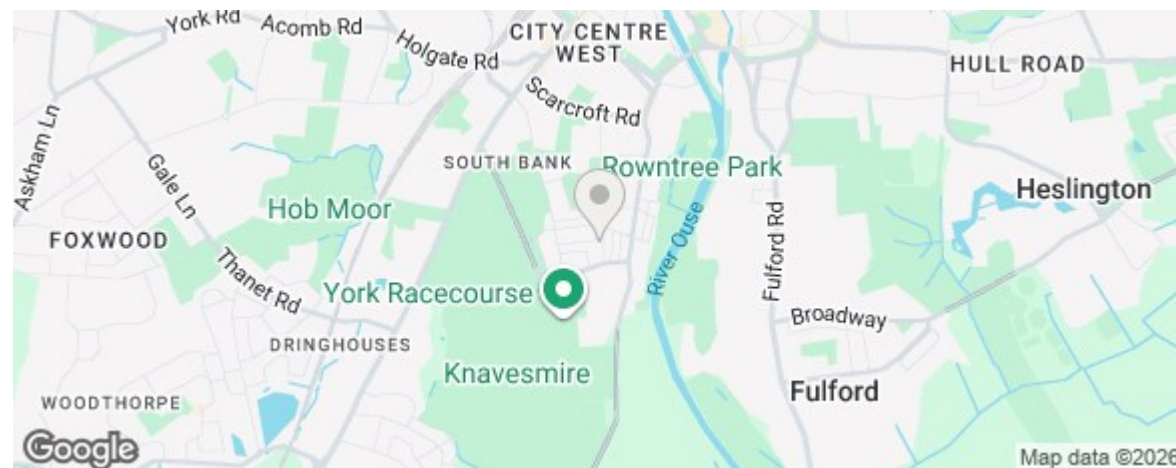 York Rd
Acomb Rd
Holgate Rd
CITY CENTRE
WEST
HULL ROAD
Scarcroft Rd
Askham Ln
Gale Ln
SOUTH BANK
Rowntree Park
Hob Moor
Heslington
FOXWOOD
River Ouse
Fulford Rd
Thanet Rd
York Racecourse
Broadway
DRINGHOUSES
Knavesmire
Fulford
WOODTHORPE
Google
Map data ©2026